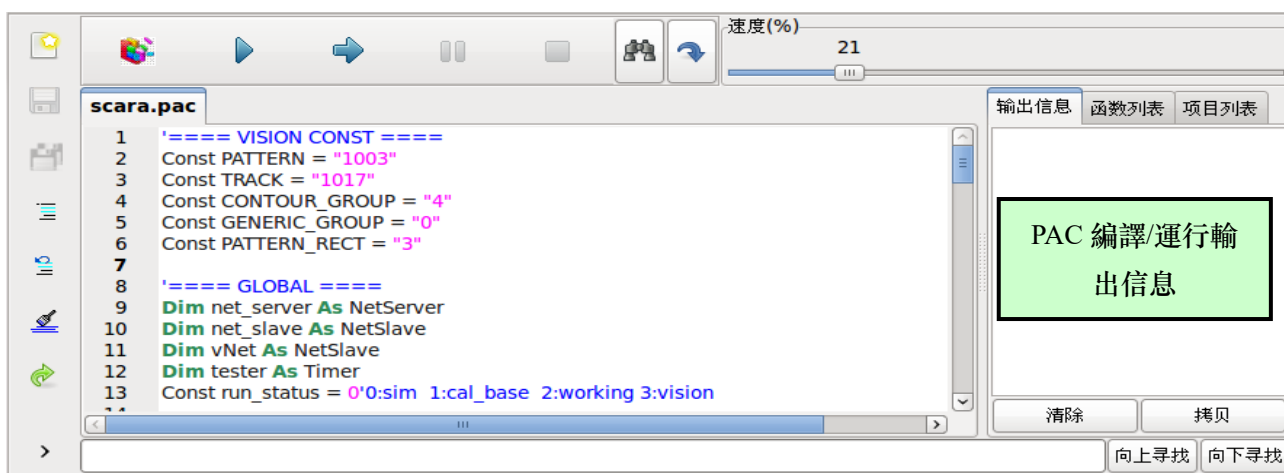 速度(%)
21
scara.pac
输出信息 函数列表 项目列表
1 '==== VISION CONST ====
2 Const PATTERN = "1003"
3 Const TRACK = "1017"
4 Const CONTOUR_GROUP = "4"
5 Const GENERIC_GROUP = "0"
6 Const PATTERN_RECT = "3"
7
8 '==== GLOBAL ====
9 Dim net_server As NetServer
10 Dim net_slave As NetSlave
11 Dim vNet As NetSlave
12 Dim tester As Timer
13 Const run_status = 0'0:sim 1:cal_base 2:working 3:vision
PAC 編譯/運行輸
出信息
清除 拷贝
向上寻找 向下寻找